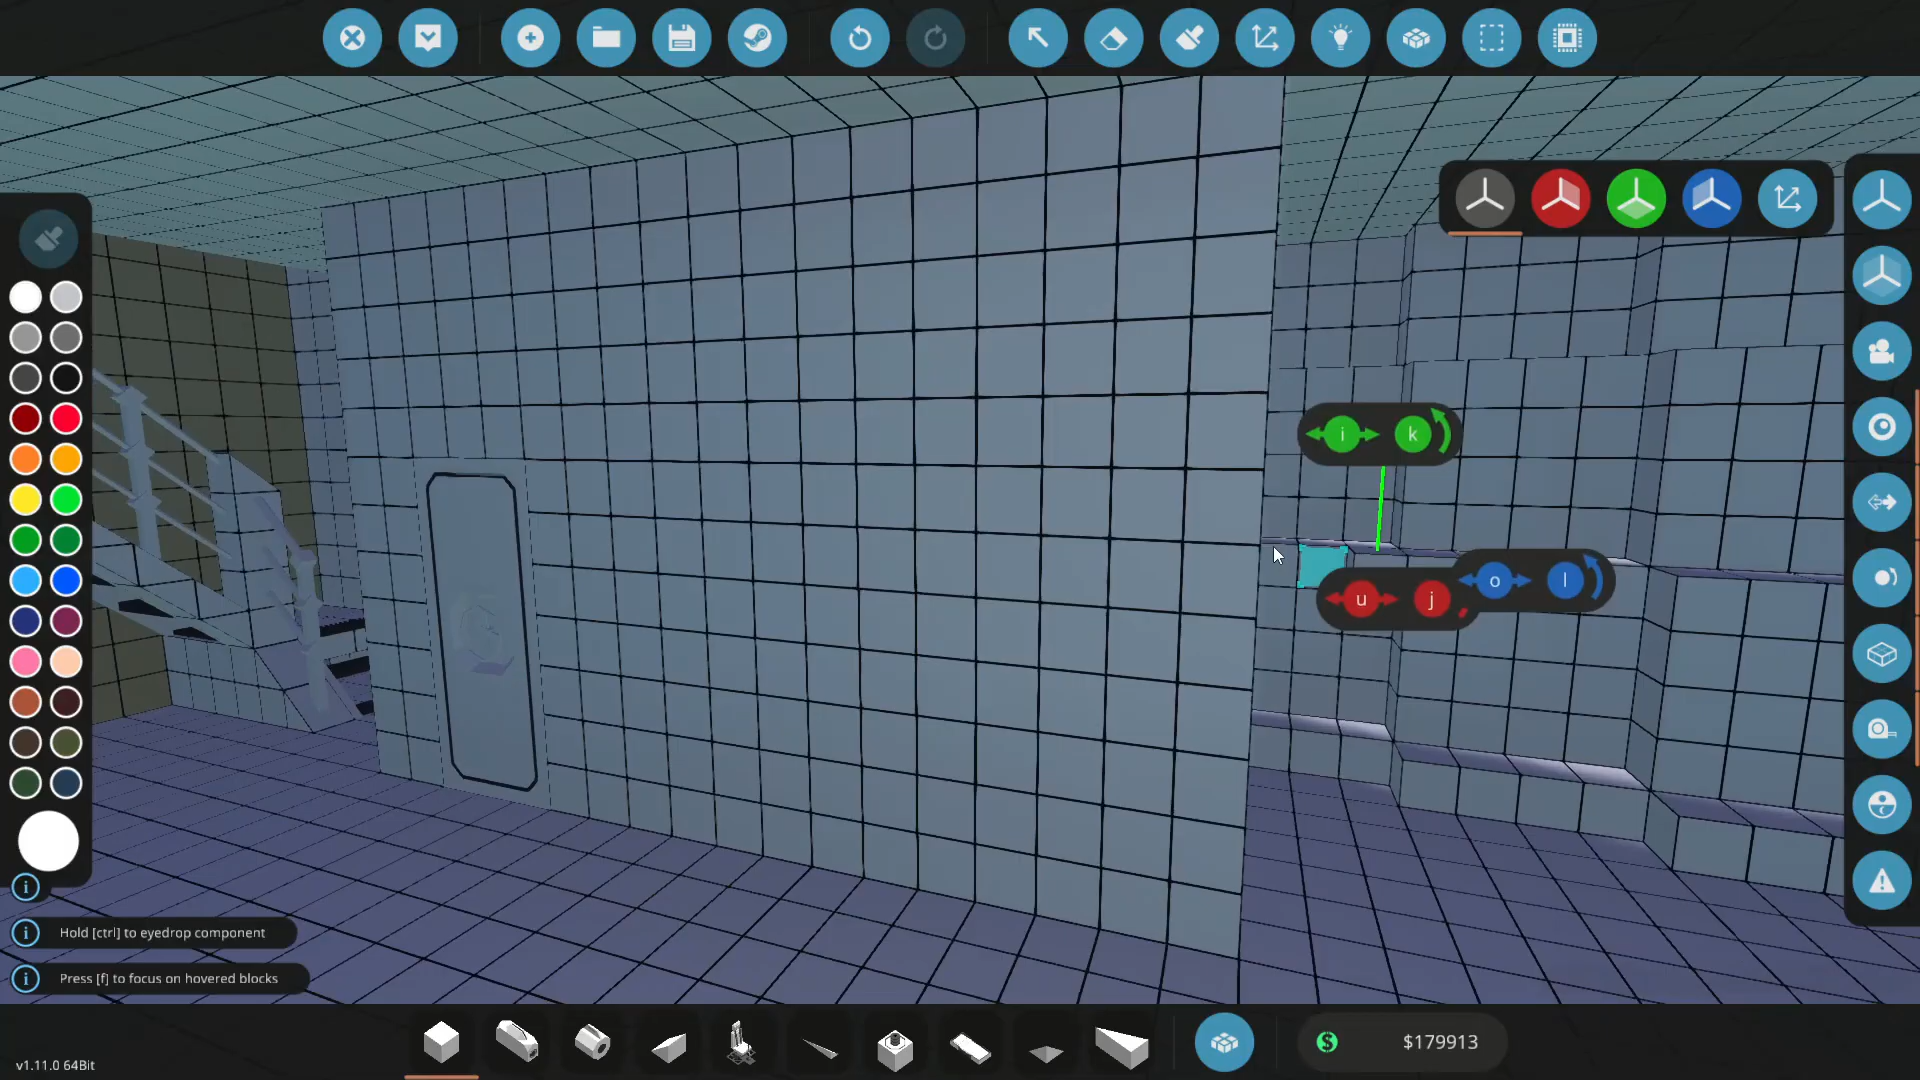 i k
u j
o l
Hold [ctrl] to eyedrop component
Press [f] to focus on hovered blocks
$179913
v1.11.0 64Bit